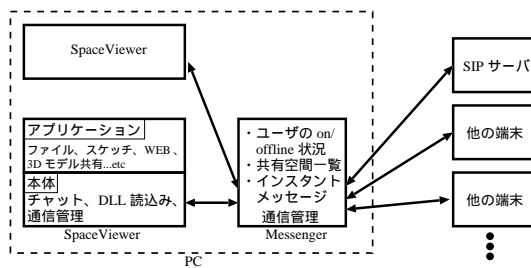 SpaceViewer
アプリケーション
ファイル、スケッチ、WEB、
3D モデル共有...etc
本体
チャット、DLL 読込み、
通信管理
SpaceViewer
・ユーザの on/
offline 状況
・共有空間一覧
・インスタント
メッセージ
通信管理
Messenger
PC
SIP サーバ
他の端末
他の端末